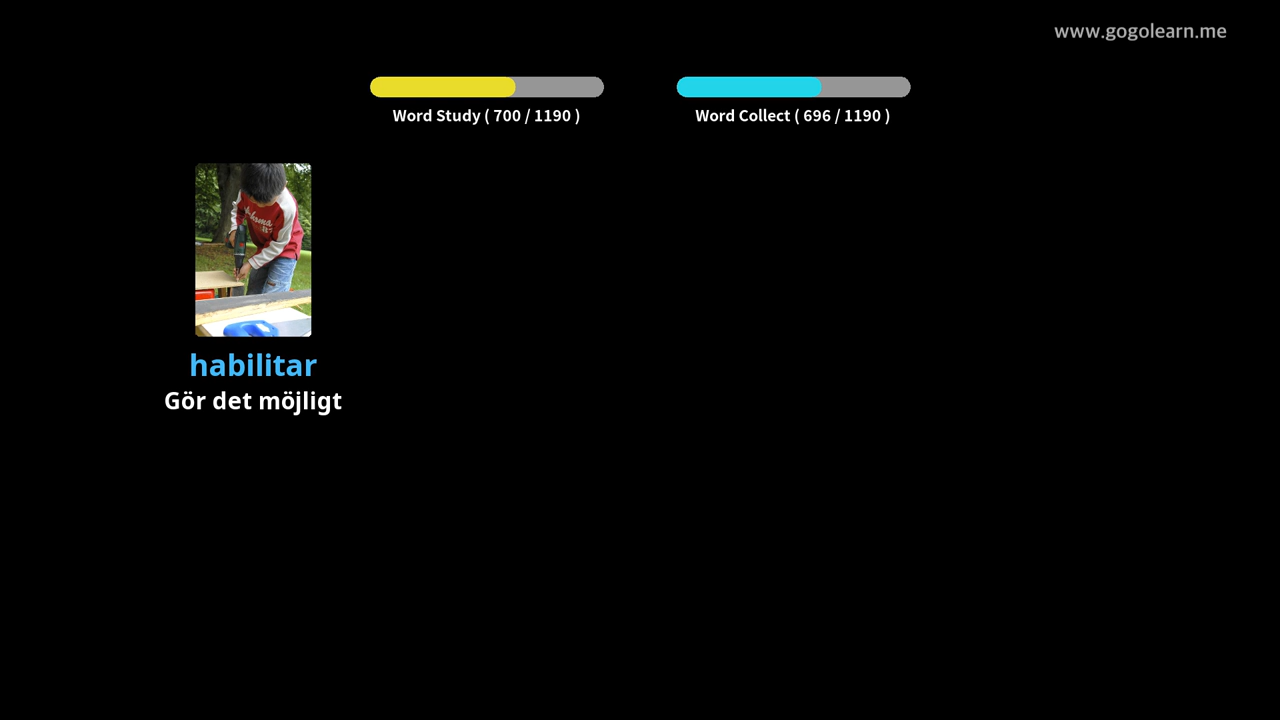 www.gogolearn.me
Word Study ( 700 / 1190 )
Word Collect ( 696 / 1190 )
habilitar
Gör det möjligt